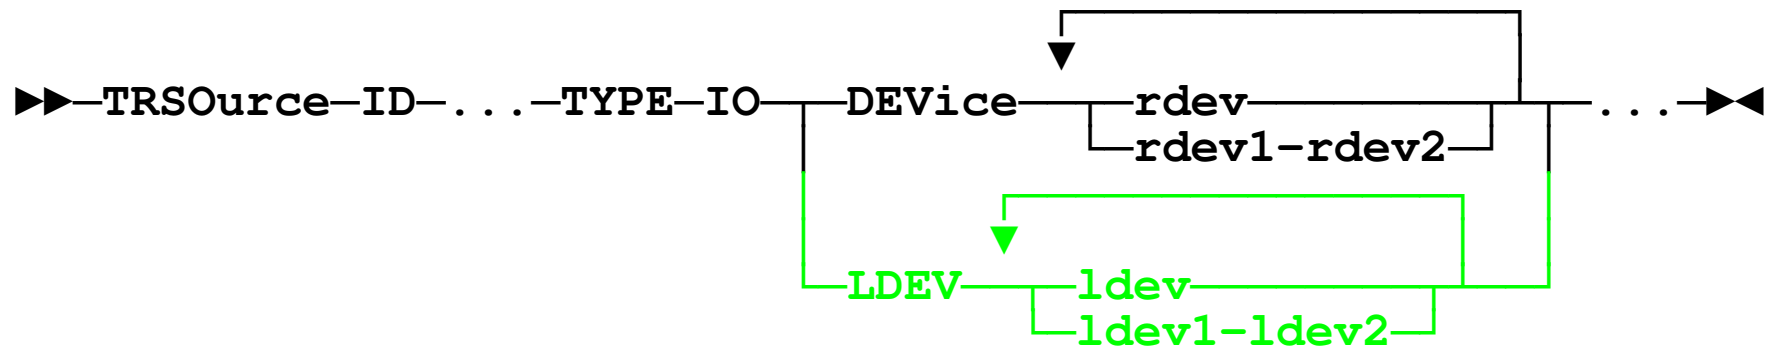 TRSOurce ID ... TYPE IO DEVice rdev ...
rdev1-rdev2
LDEV ldev
ldev1-ldev2